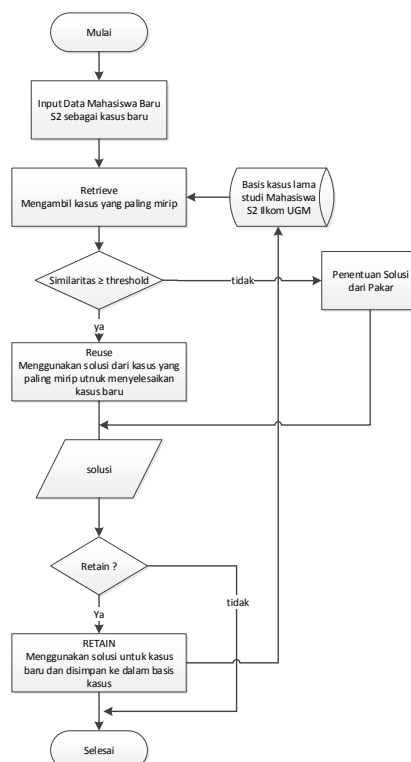 Mulai
Input Data Mahasiswa Baru
S2 sebagai kasus baru
Retrieve
Mengambil kasus yang paling mirip
Basis kasus lama
studi Mahasiswa
S2 Ilkom UGM
Similaritas ≥ threshold
tidak
Penentuan Solusi
dari Pakar
ya
Reuse
Menggunakan solusi dari kasus yang
paling mirip utnuk menyelesaikan
kasus baru
solusi
Retain ?
tidak
Ya
RETAIN
Menggunakan solusi untuk kasus
baru dan disimpan ke dalam basis
kasus
Selesai